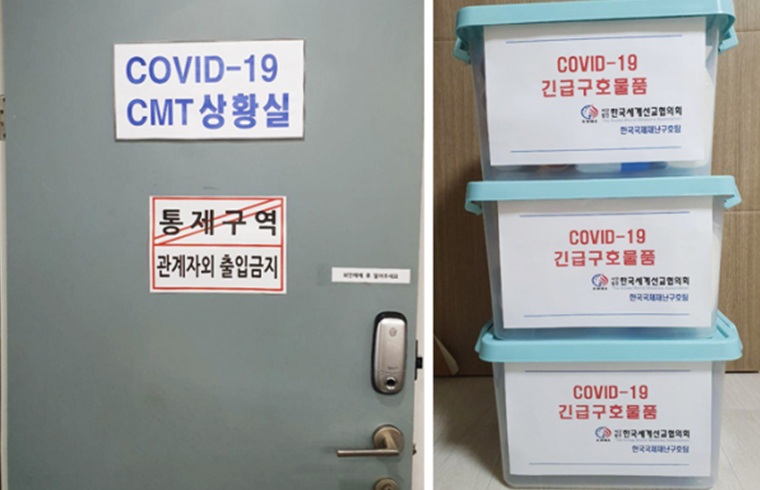 COVID-19
CMT 상황실
통제구역
관계자외 출입금지
COVID-19
긴급구호물품
한국세계선교협의회
한국국제재난구호팀
COVID-19
긴급구호물품
한국세계선교협의회
한국국제재난구호팀
COVID-19
긴급구호물품
한국세계선교협의회
한국국제재난구호팀